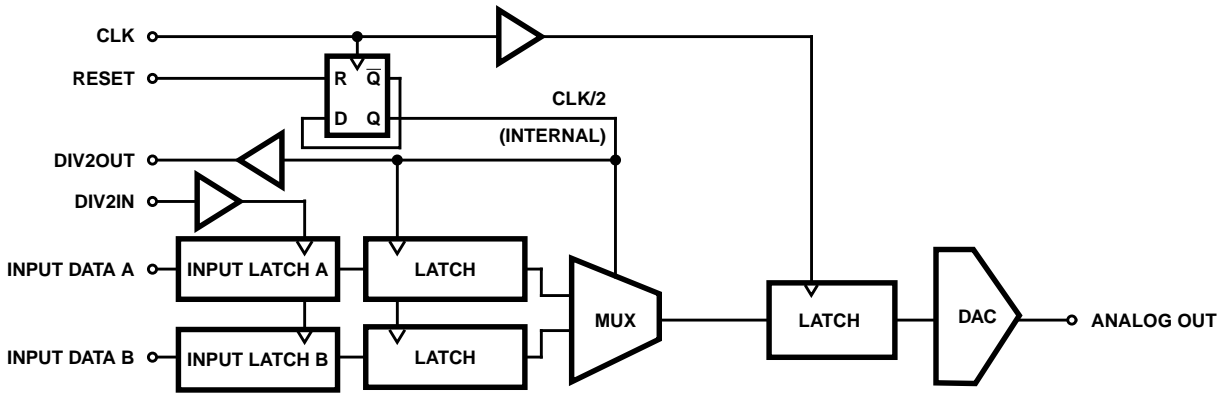 CLK
RESET
R Q̅
D Q
CLK/2
(INTERNAL)
DIV2OUT
DIV2IN
INPUT DATA A
INPUT LATCH A
LATCH
INPUT DATA B
INPUT LATCH B
LATCH
MUX
LATCH
DAC
ANALOG OUT